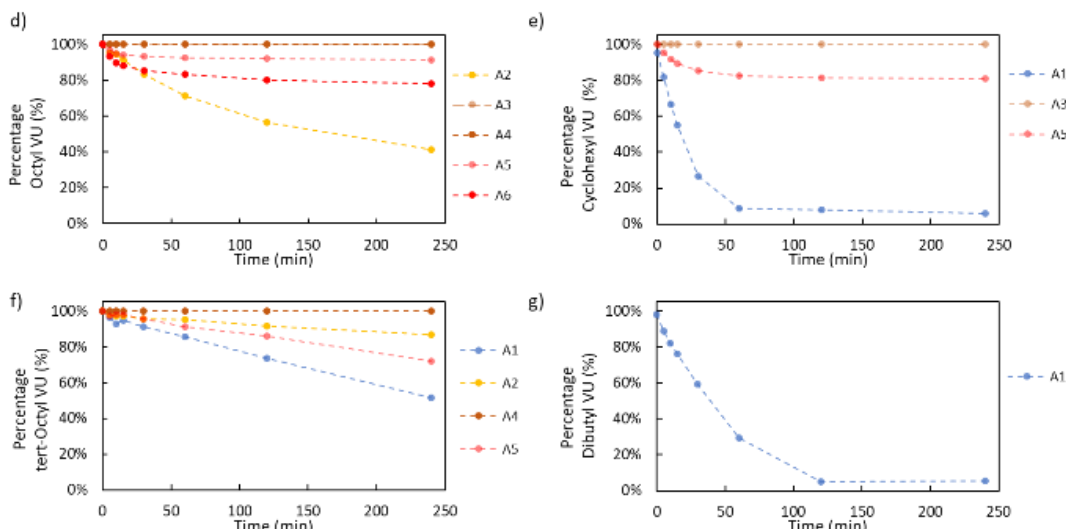 d)
100%
80%
60%
40%
20%
0%
Percentage
Octyl VU (%)
0 50 100 150 200 250
Time (min)
A2
A3
A4
A5
A6
e)
100%
80%
60%
40%
20%
0%
Percentage
Cyclohexyl VU (%)
0 50 100 150 200 250
Time (min)
A1
A3
A5
f)
100%
80%
60%
40%
20%
0%
Percentage
tert-Octyl VU (%)
0 50 100 150 200 250
Time (min)
A1
A2
A4
A5
g)
100%
80%
60%
40%
20%
0%
Percentage
Dibutyl VU (%)
0 50 100 150 200 250
Time (min)
A1